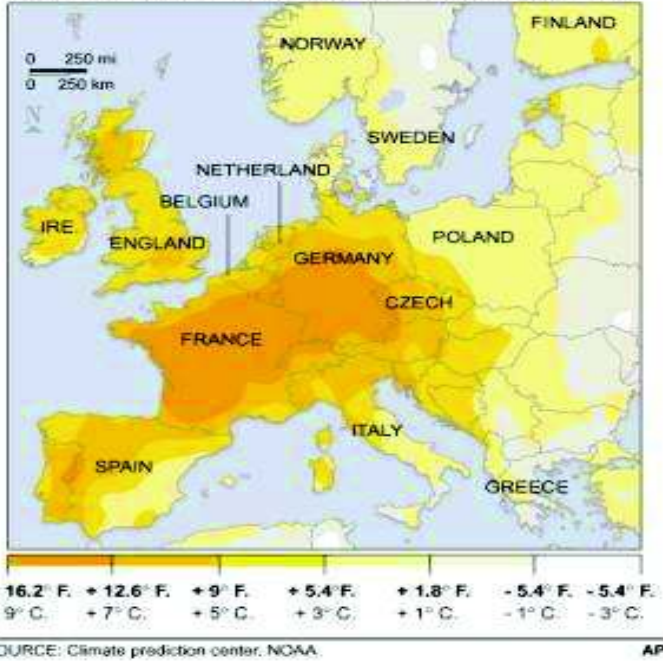 FINLAND
NORWAY
0 250 mi
0 250 km
N
SWEDEN
NETHERLAND
BELGIUM
IRE
ENGLAND
GERMANY
POLAND
CZECH
FRANCE
ITALY
SPAIN
GREECE
16.2° F. + 12.6° F. + 9° F. + 5.4° F. + 1.8° F. - 5.4° F. - 5.4° F.
9° C. + 7° C. + 5° C. + 3° C. + 1° C. - 1° C. - 3° C.
OURCE: Climate prediction center, NOAA AP